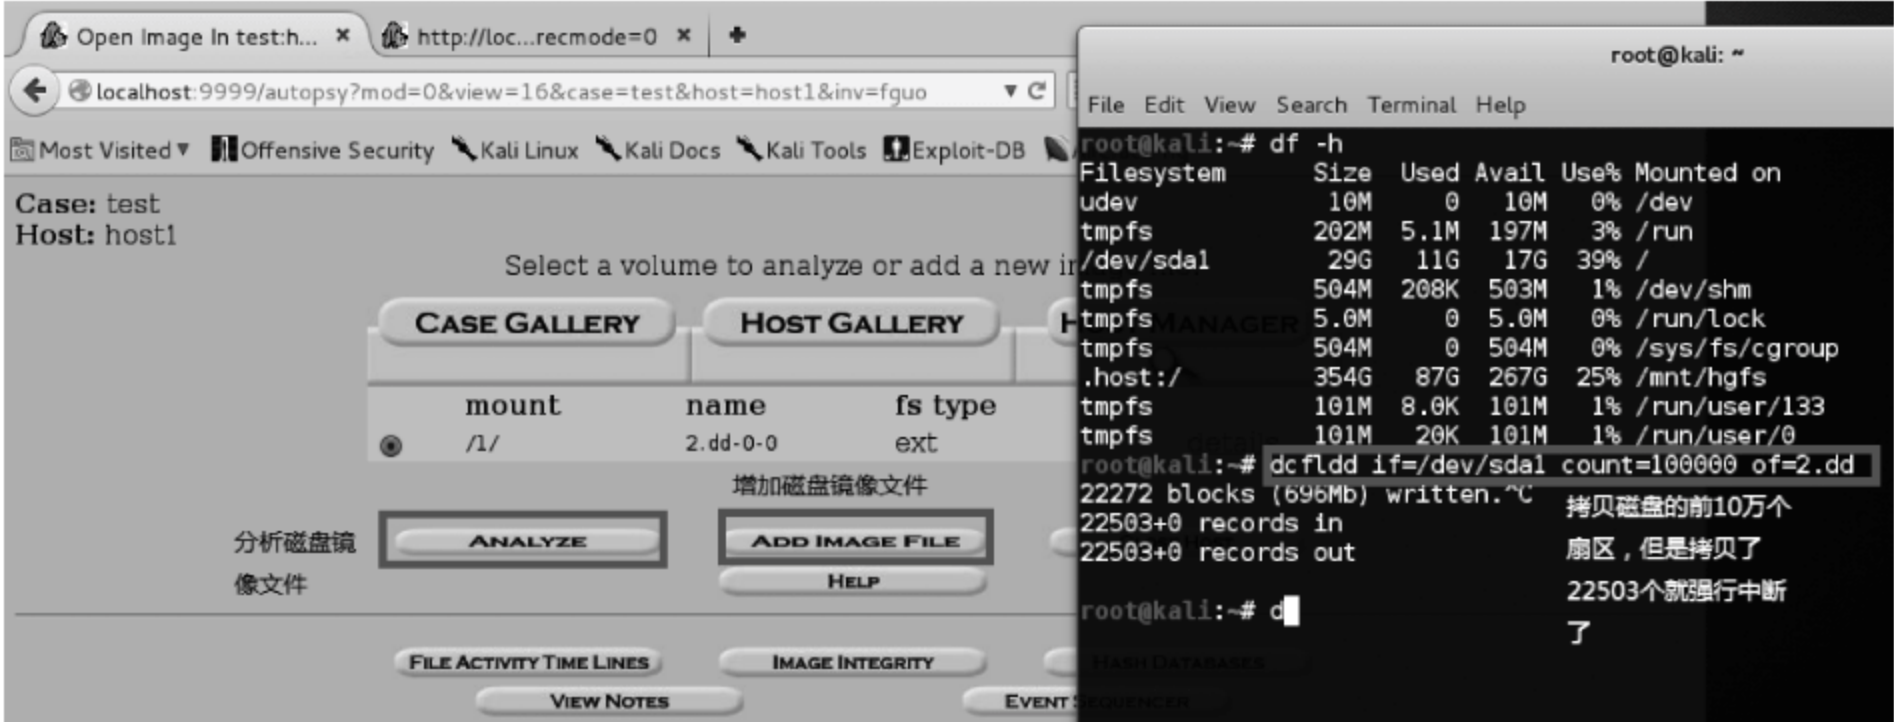 Open Image In test:h...
http://loc...recmode=0
localhost:9999/autopsy?mod=0&view=16&case=test&host=host1&inv=fguo
Most Visited
Offensive Security
Kali Linux
Kali Docs
Kali Tools
Exploit-DB
Case: test
Host: host1
Select a volume to analyze or add a new i
CASE GALLERY
HOST GALLERY
HOST MANAGER
mount name fs type
/1/ 2.dd-0-0 ext details
增加磁盘镜像文件
分析磁盘镜
像文件
ANALYZE
ADD IMAGE FILE
HELP
FILE ACTIVITY TIME LINES
IMAGE INTEGRITY
HASH DATABASES
VIEW NOTES
EVENT SEQUENCER
root@kali: ~
File Edit View Search Terminal Help
root@kali:~# df -h
Filesystem Size Used Avail Use% Mounted on
udev 10M 0 10M 0% /dev
tmpfs 202M 5.1M 197M 3% /run
/dev/sda1 29G 11G 17G 39% /
tmpfs 504M 208K 503M 1% /dev/shm
tmpfs 5.0M 0 5.0M 0% /run/lock
tmpfs 504M 0 504M 0% /sys/fs/cgroup
.host:/ 354G 87G 267G 25% /mnt/hgfs
tmpfs 101M 8.0K 101M 1% /run/user/133
tmpfs 101M 20K 101M 1% /run/user/0
root@kali:~# dcfldd if=/dev/sda1 count=100000 of=2.dd
22272 blocks (696Mb) written.^C
22503+0 records in
22503+0 records out
root@kali:~# d
拷贝磁盘的前10万个
扇区，但是拷贝了
22503个就强行中断
了